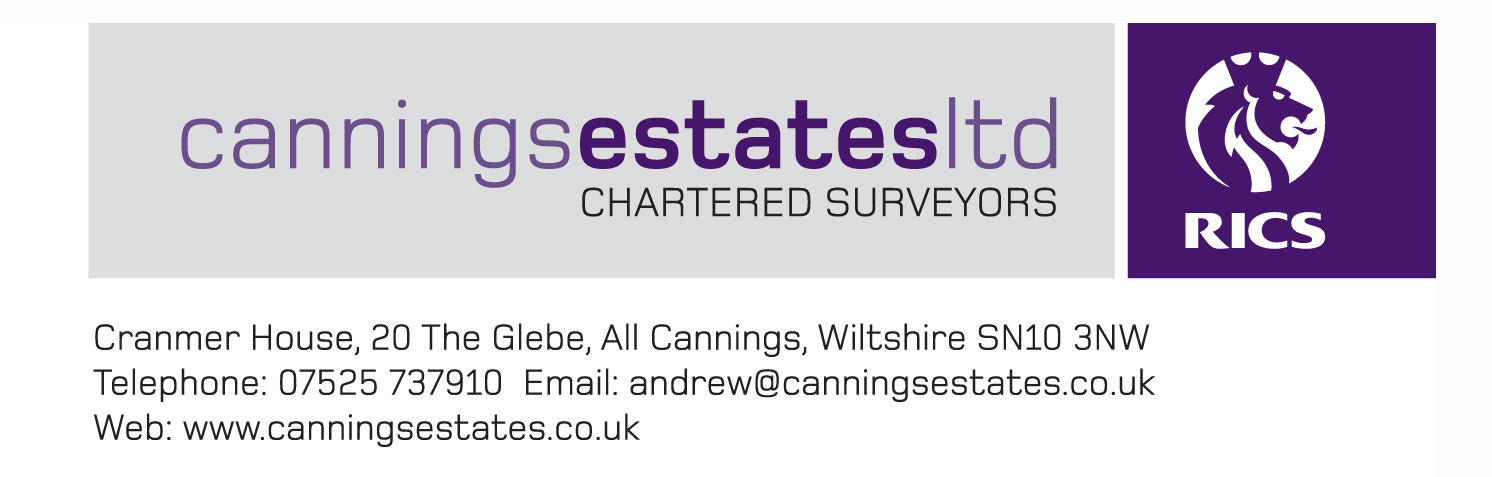 canningsestatesltd
CHARTERED SURVEYORS
RICS
Cranmer House, 20 The Glebe, All Cannings, Wiltshire SN10 3NW
Telephone: 07525 737910 Email: andrew@canningsestates.co.uk
Web: www.canningsestates.co.uk